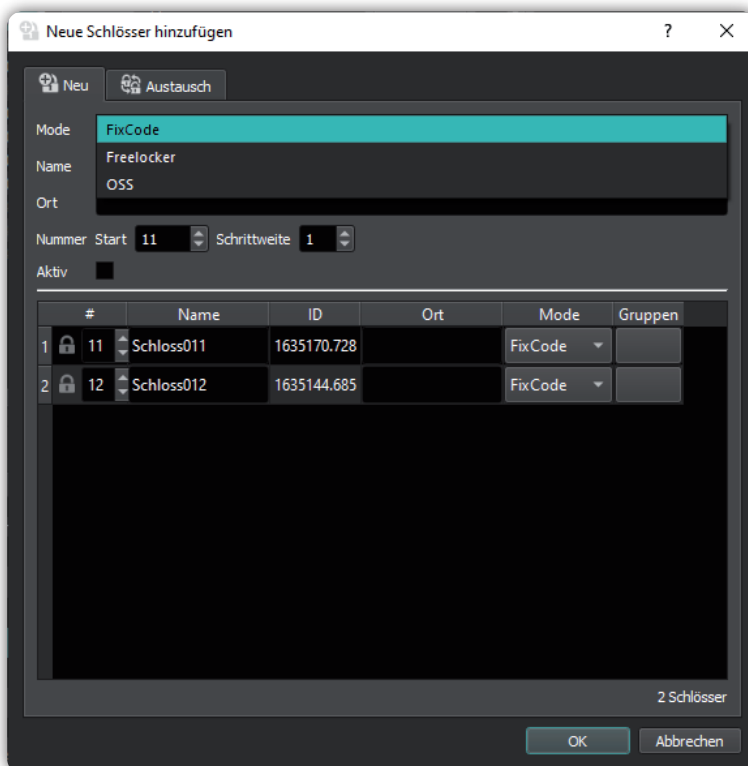 Neue Schlösser hinzufügen ? ×
Neu Austausch
Mode FixCode
Freelocker
Name
OSS
Ort
Nummer Start 11 Schrittweite 1
Aktiv
# Name ID Ort Mode Gruppen
1 11 Schloss011 1635170.728 FixCode
2 12 Schloss012 1635144.685 FixCode
2 Schlösser
OK Abbrechen